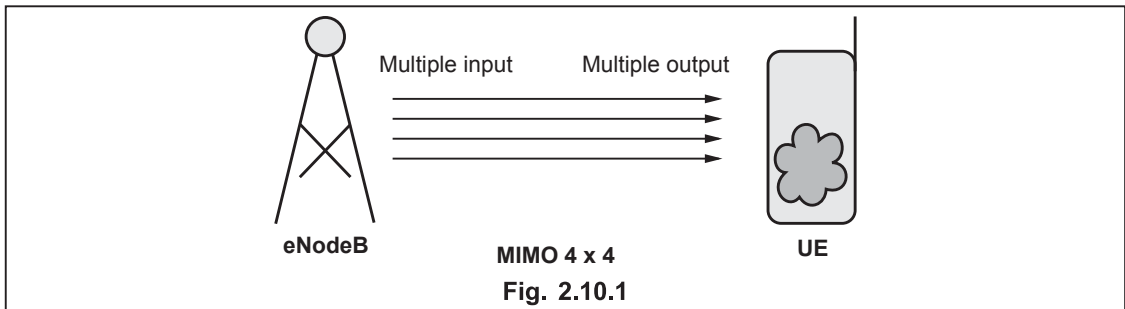 Multiple input Multiple output
eNodeB
UE
MIMO 4 x 4
Fig. 2.10.1